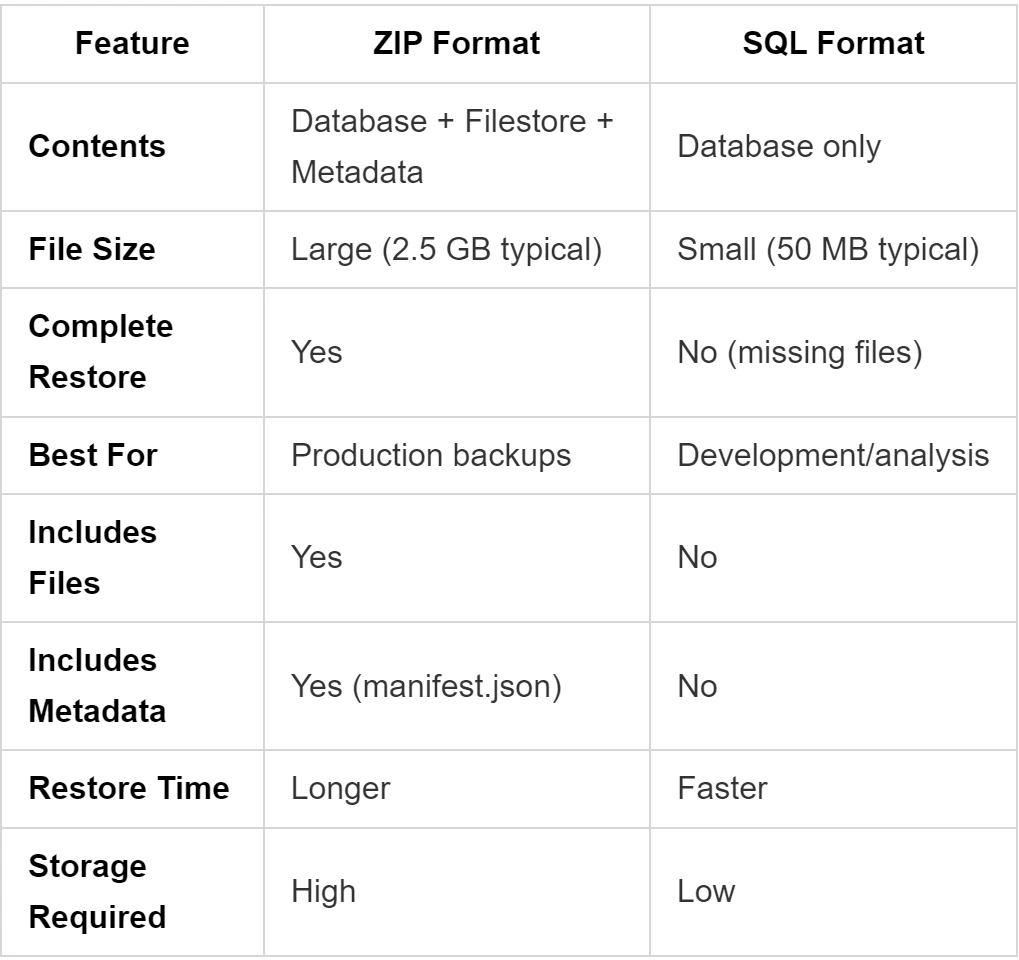 Feature ZIP Format SQL Format
Contents Database + Filestore + Metadata Database only
File Size Large (2.5 GB typical) Small (50 MB typical)
Complete Restore Yes No (missing files)
Best For Production backups Development/analysis
Includes Files Yes No
Includes Metadata Yes (manifest.json) No
Restore Time Longer Faster
Storage Required High Low